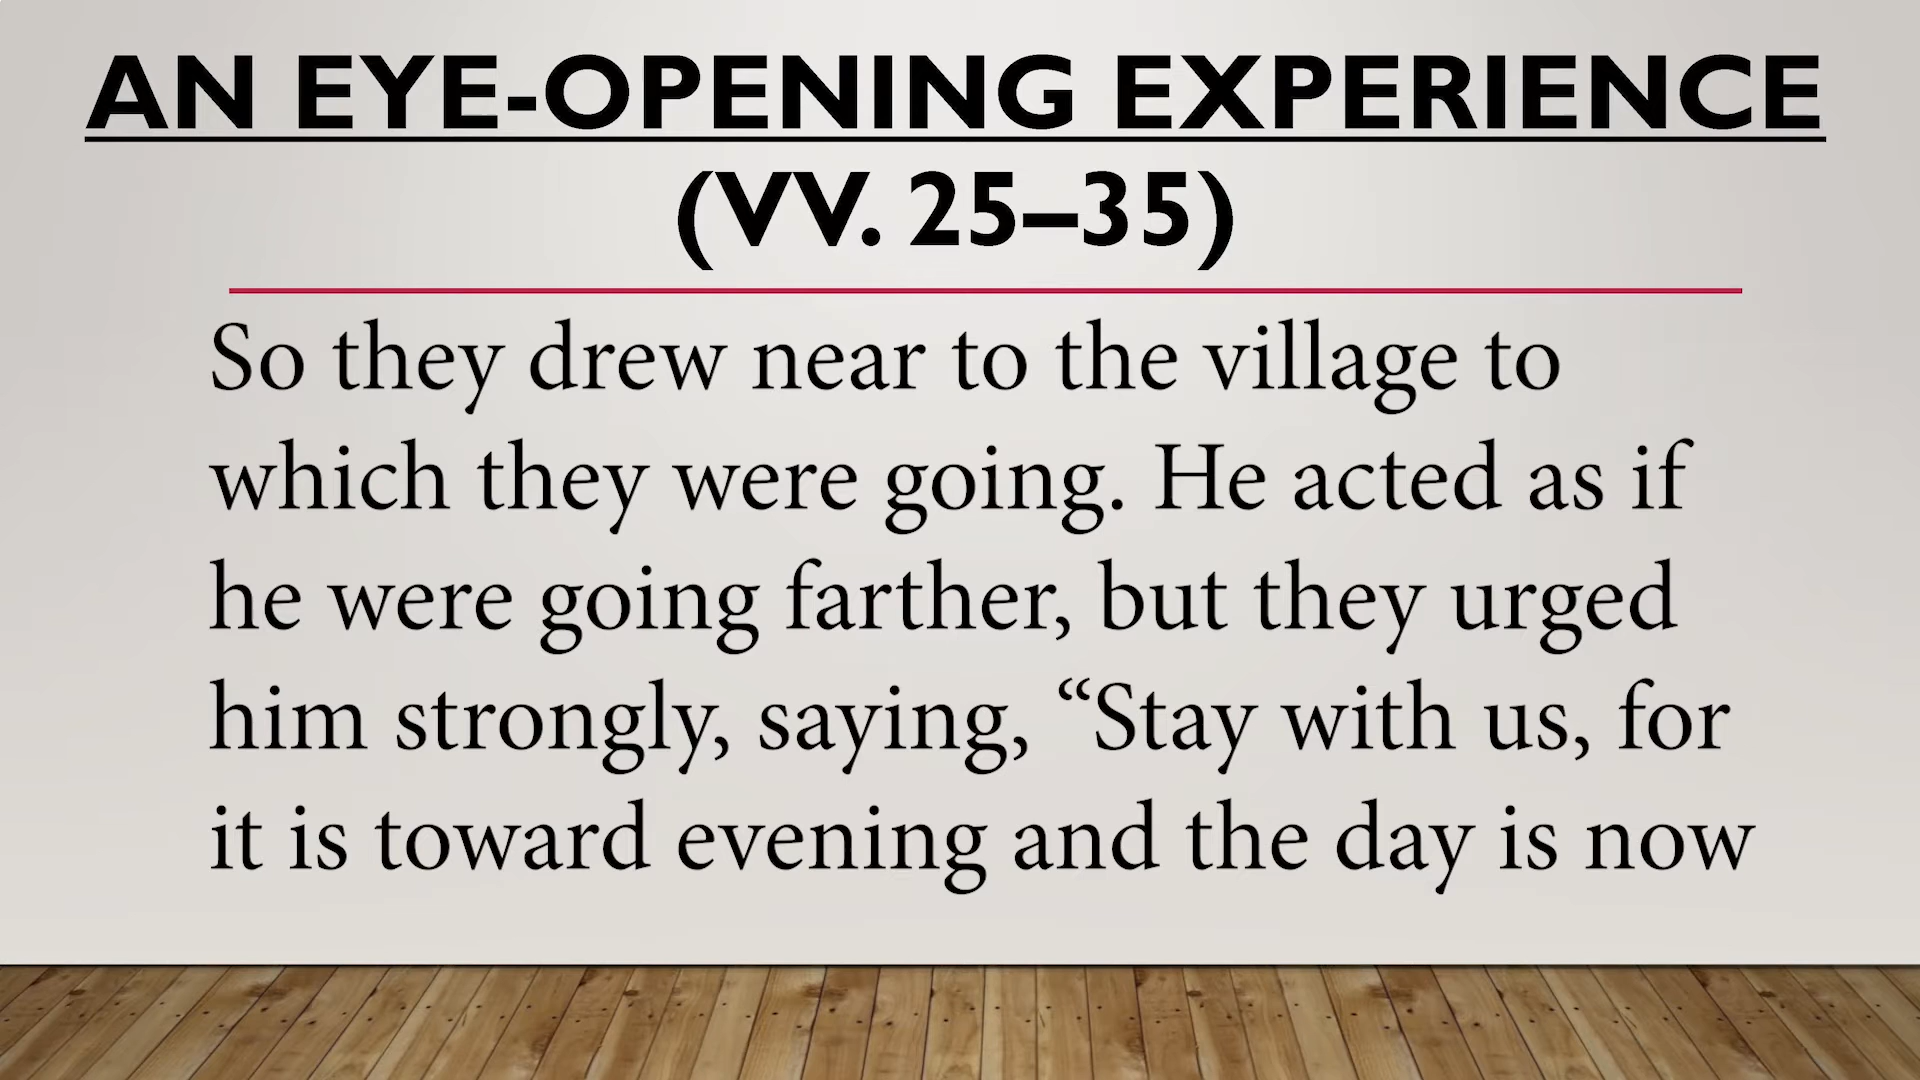 AN EYE-OPENING EXPERIENCE
(VV. 25–35)
So they drew near to the village to
which they were going. He acted as if
he were going farther, but they urged
him strongly, saying, “Stay with us, for
it is toward evening and the day is now